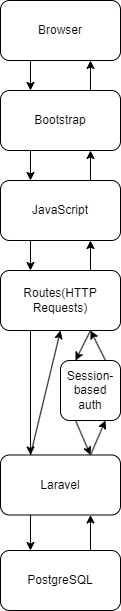 Browser
Bootstrap
JavaScript
Routes(HTTP
Requests)
Session-
based
auth
Laravel
PostgreSQL